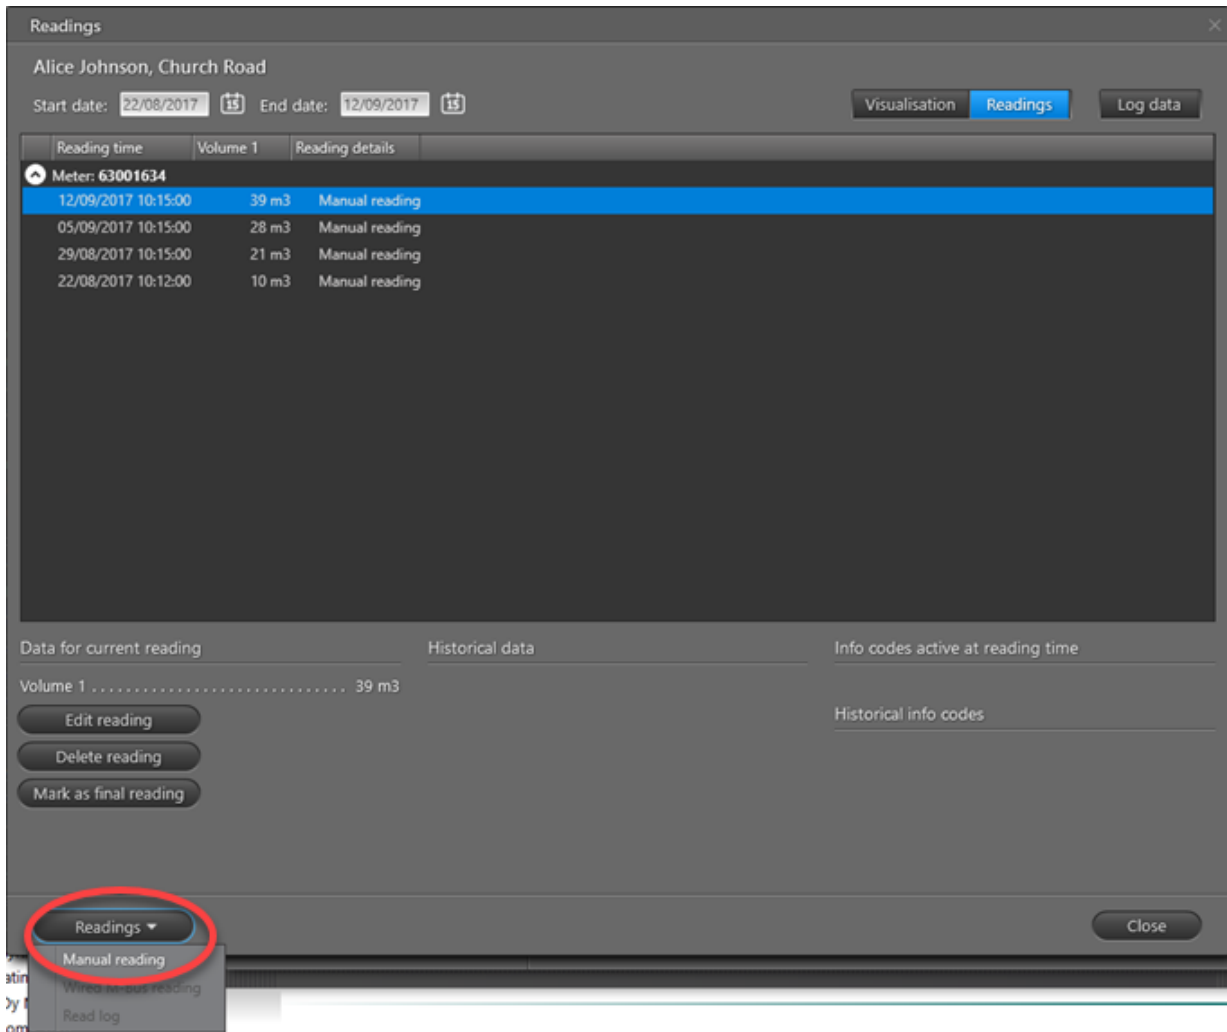 Readings
Alice Johnson, Church Road
Start date: 22/08/2017 15 End date: 12/09/2017 15 Visualisation Readings Log data
Reading time Volume 1 Reading details
Meter: 63001634
12/09/2017 10:15:00 39 m3 Manual reading
05/09/2017 10:15:00 28 m3 Manual reading
29/08/2017 10:15:00 21 m3 Manual reading
22/08/2017 10:12:00 10 m3 Manual reading
Data for current reading Historical data Info codes active at reading time
Volume 1 . . . . . . . . . . . . . . . . . . . . . . . . . . . . . . 39 m3
Edit reading Historical info codes
Delete reading
Mark as final reading
Readings Close
Manual reading
Wired M-Bus reading
Read log